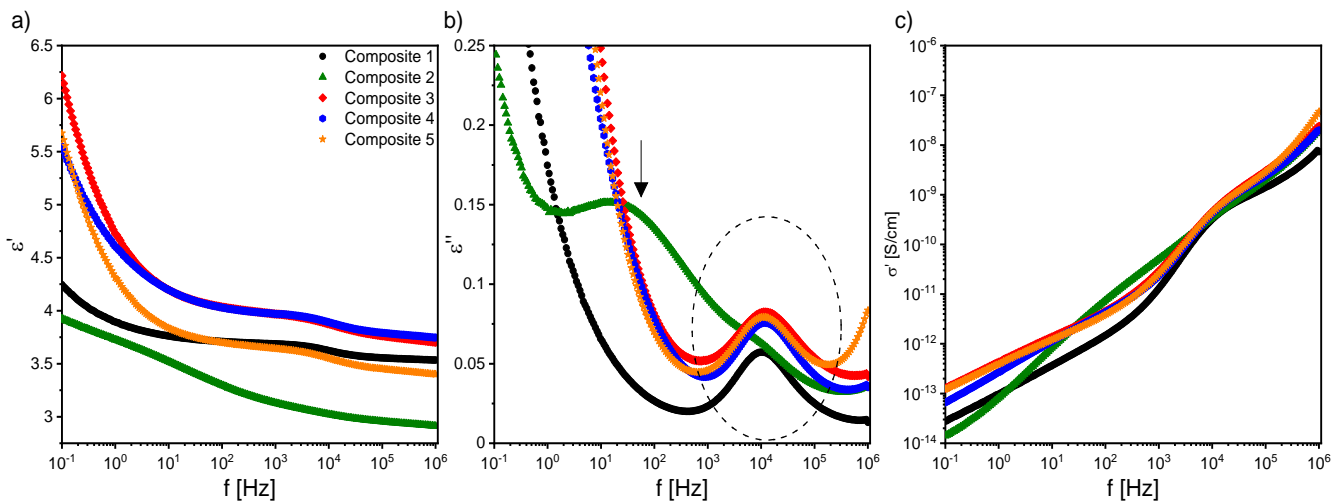 a)
ε'
6.5
6
5.5
5
4.5
4
3.5
3
10⁻¹ 10⁰ 10¹ 10² 10³ 10⁴ 10⁵ 10⁶
f [Hz]
Composite 1
Composite 2
Composite 3
Composite 4
Composite 5
b)
ε''
0.25
0.2
0.15
0.1
0.05
0
10⁻¹ 10⁰ 10¹ 10² 10³ 10⁴ 10⁵ 10⁶
f [Hz]
c)
σ' [S/cm]
10⁻⁶
10⁻⁷
10⁻⁸
10⁻⁹
10⁻¹⁰
10⁻¹¹
10⁻¹²
10⁻¹³
10⁻¹⁴
10⁻¹ 10⁰ 10¹ 10² 10³ 10⁴ 10⁵ 10⁶
f [Hz]